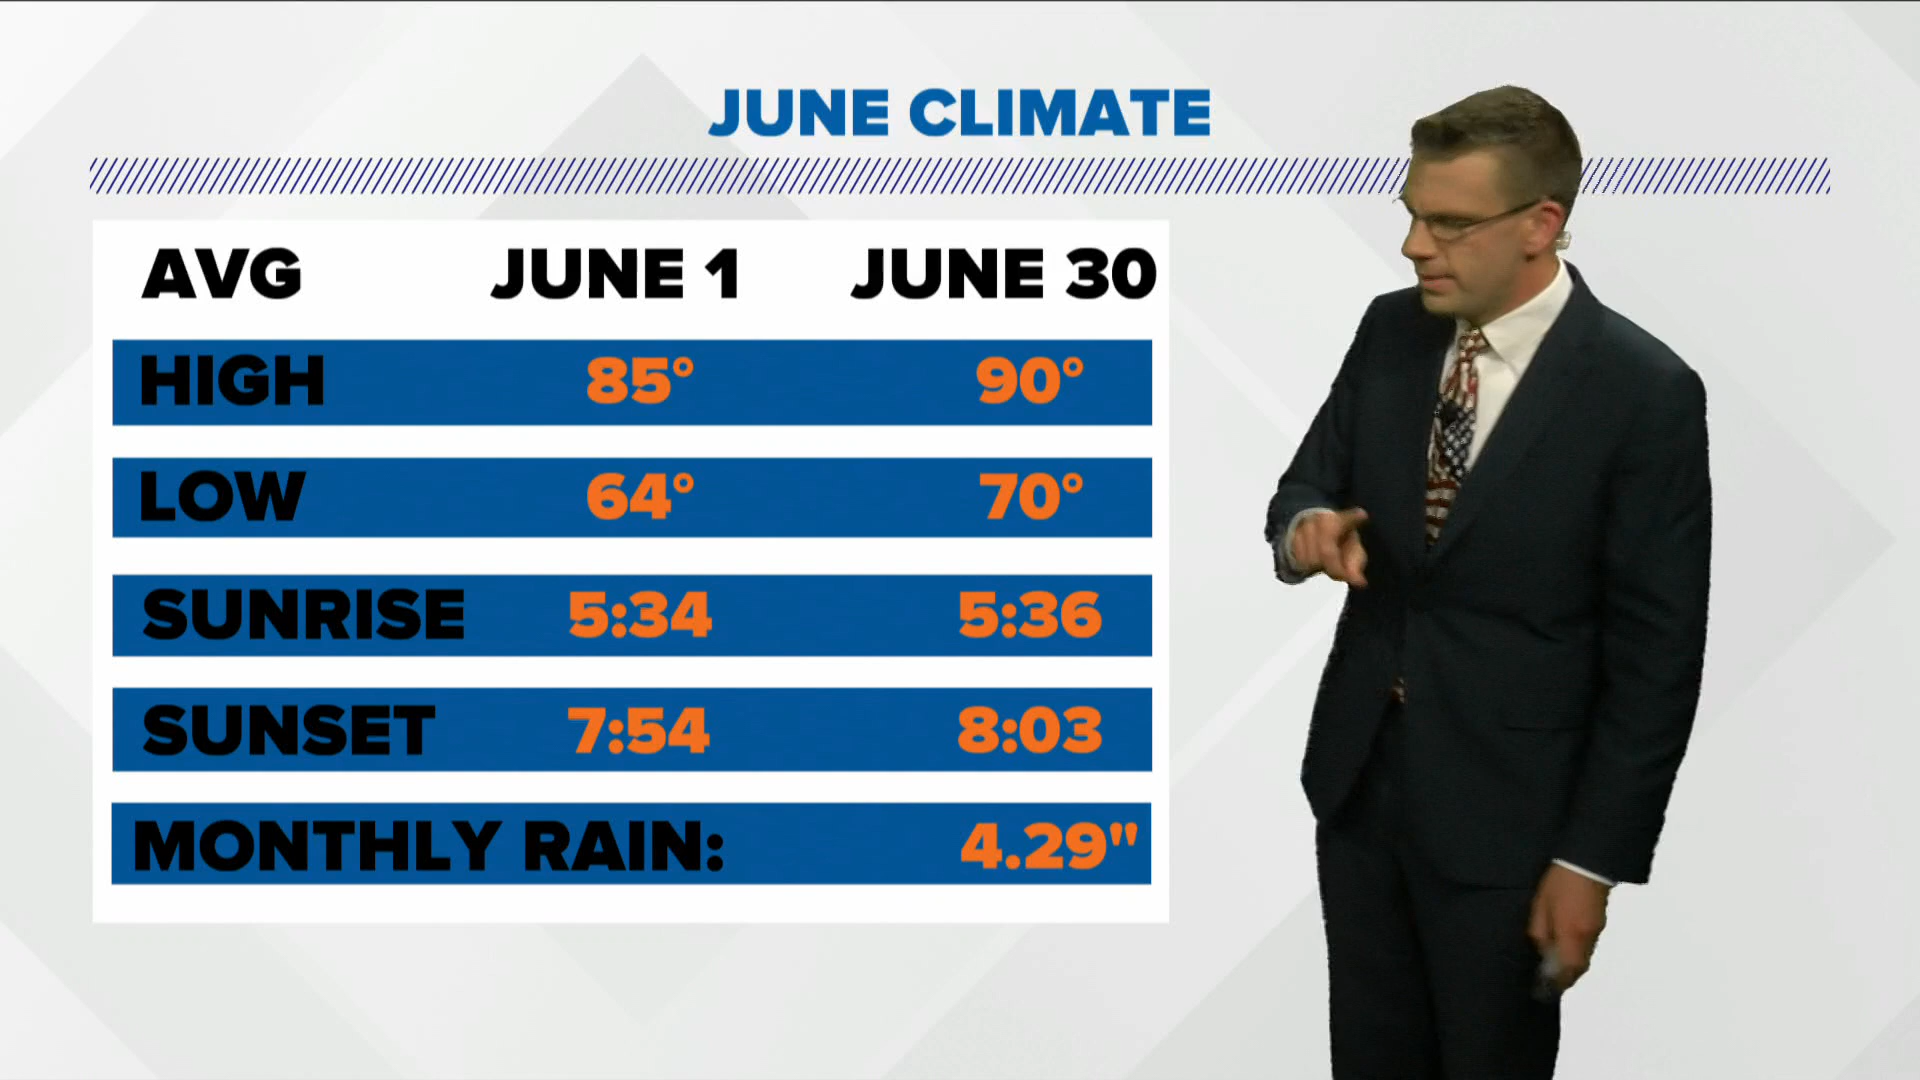 JUNE CLIMATE
AVG JUNE 1 JUNE 30
HIGH 85° 90°
LOW 64° 70°
SUNRISE 5:34 5:36
SUNSET 7:54 8:03
MONTHLY RAIN: 4.29"